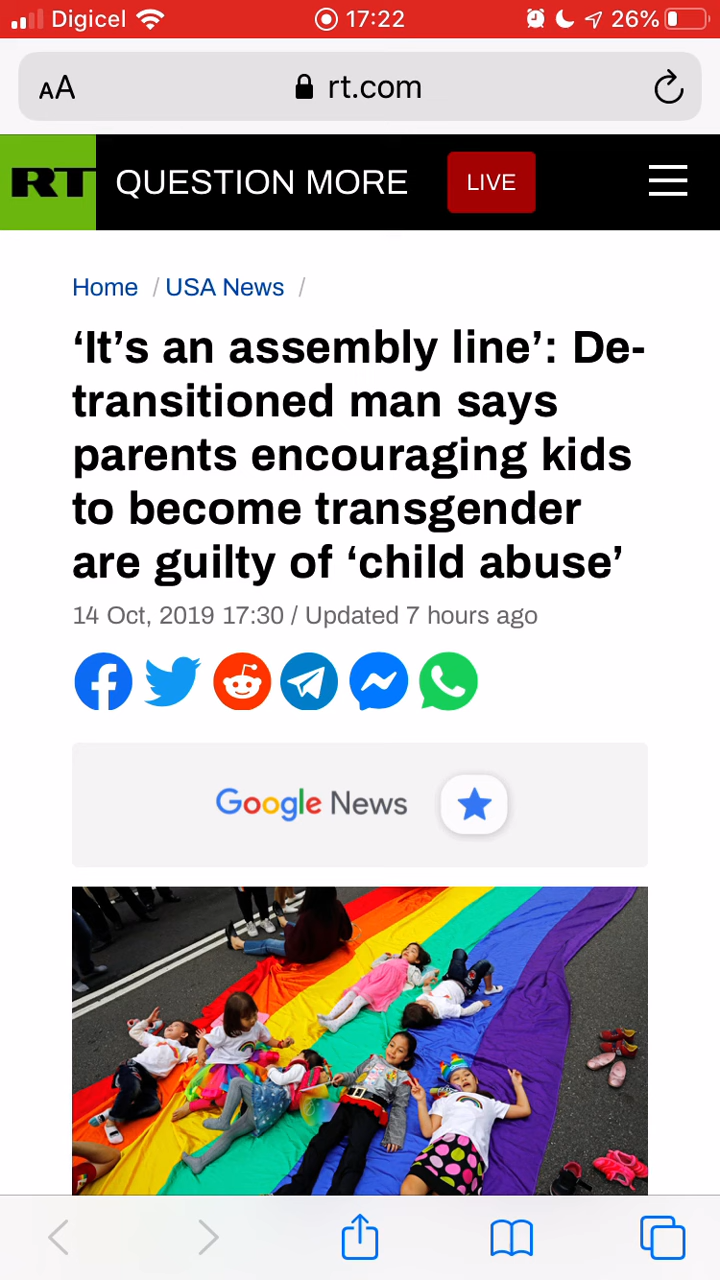 Digicel 17:22 26%
AA rt.com
RT QUESTION MORE LIVE
Home / USA News /
‘It’s an assembly line’: De-
transitioned man says
parents encouraging kids
to become transgender
are guilty of ‘child abuse’
14 Oct, 2019 17:30 / Updated 7 hours ago
Google News